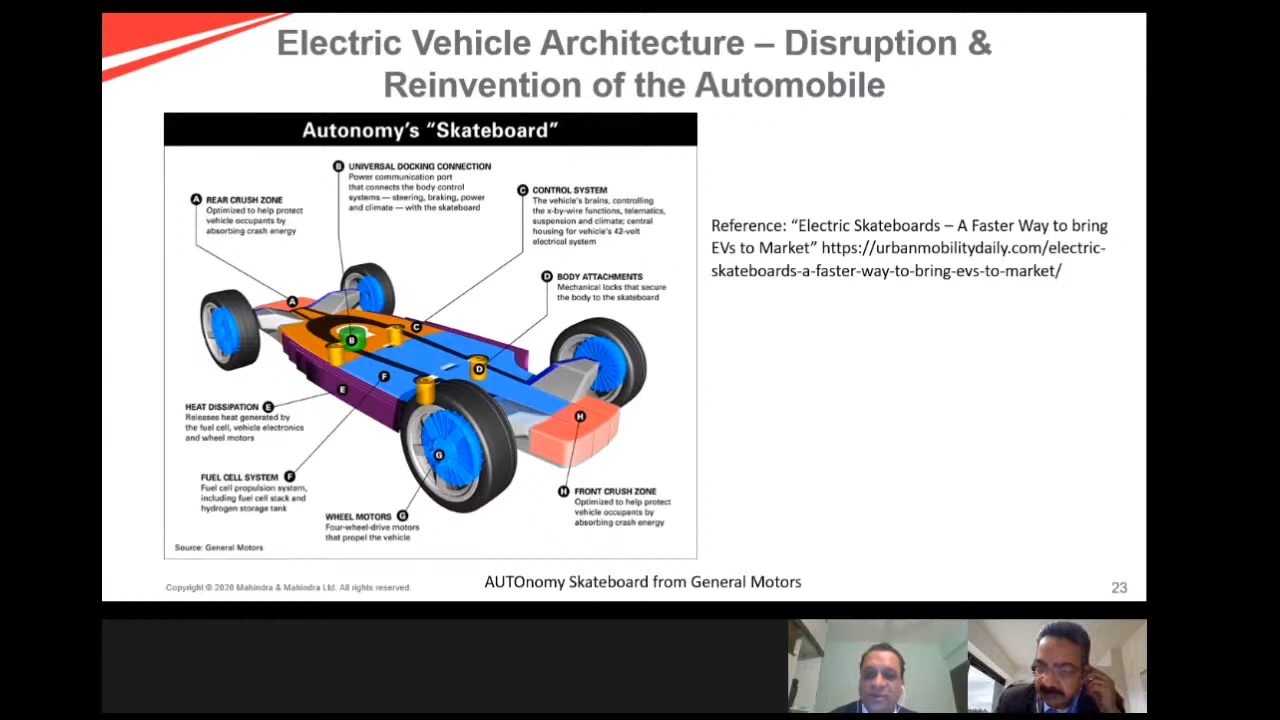 Electric Vehicle Architecture – Disruption &
Reinvention of the Automobile
Autonomy's "Skateboard"
B UNIVERSAL DOCKING CONNECTION
Power communication port
that connects the body control
systems — steering, braking, power
and climate — with the skateboard
A REAR CRUSH ZONE
Optimized to help protect
vehicle occupants by
absorbing crash energy
C CONTROL SYSTEM
The vehicle's brains, controlling
the x-by-wire functions, telematics,
suspension and climate; central
housing for vehicle's 42-volt
electrical system
D BODY ATTACHMENTS
Mechanical locks that secure
the body to the skateboard
A
B
C
D
F
E
H
G
HEAT DISSIPATION E
Releases heat generated by
the fuel cell, vehicle electronics
and wheel motors
FUEL CELL SYSTEM F
Fuel cell propulsion system,
including fuel cell stack and
hydrogen storage tank
WHEEL MOTORS G
Four-wheel-drive motors
that propel the vehicle
H FRONT CRUSH ZONE
Optimized to help protect
vehicle occupants by
absorbing crash energy
Source: General Motors
Reference: "Electric Skateboards – A Faster Way to bring
EVs to Market" https://urbanmobilitydaily.com/electric-
skateboards-a-faster-way-to-bring-evs-to-market/
AUTOnomy Skateboard from General Motors
Copyright © 2020 Mahindra & Mahindra Ltd. All rights reserved.
23